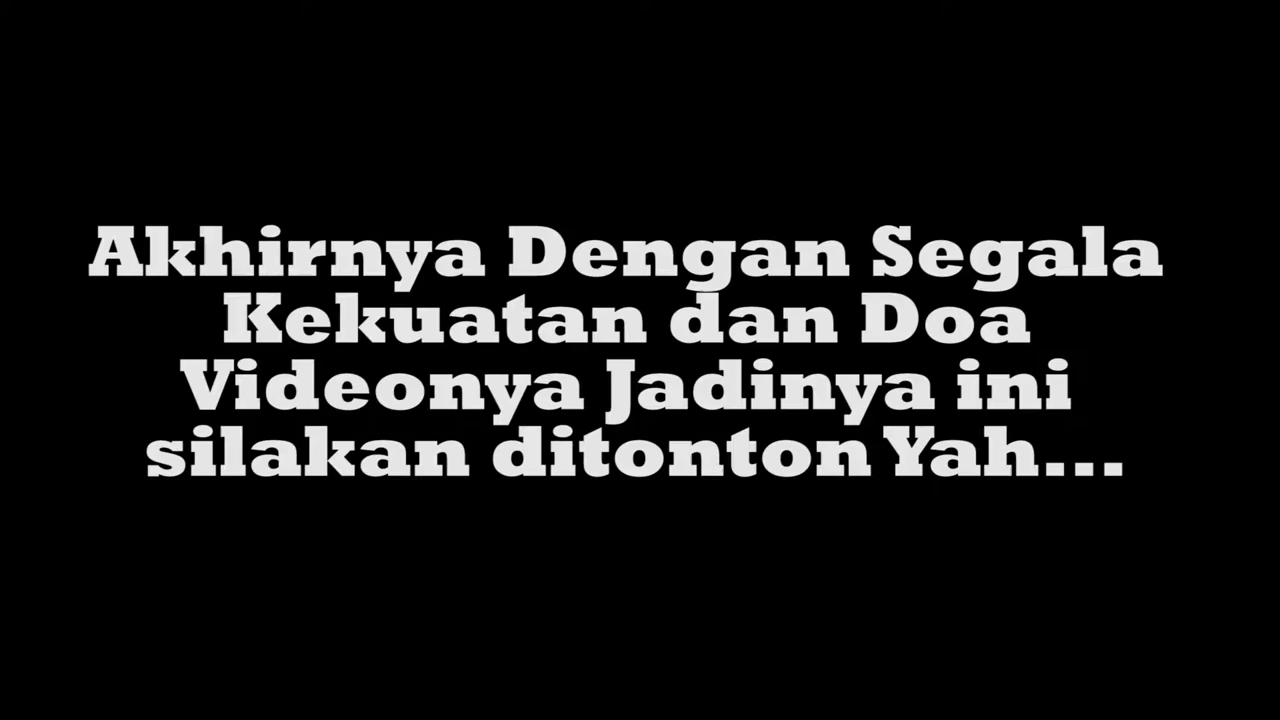 Akhirnya Dengan Segala
Kekuatan dan Doa
Videonya Jadinya ini
silakan ditonton Yah...